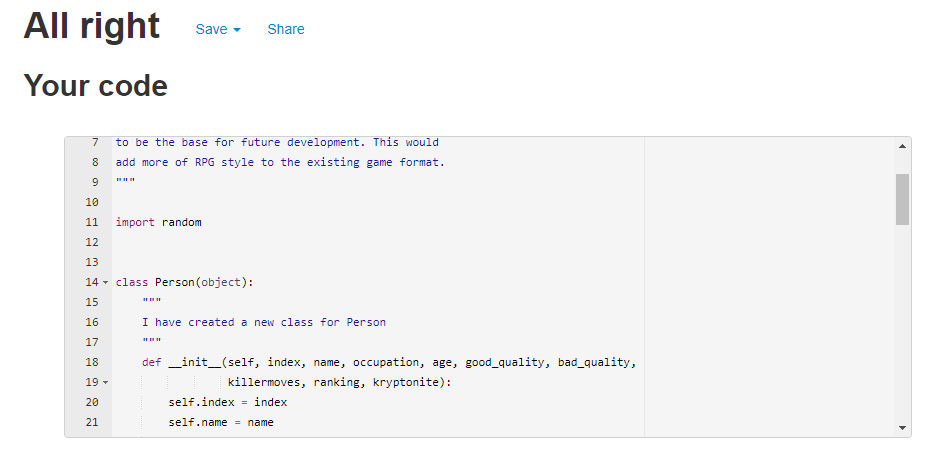 All right Save Share
Your code
7 to be the base for future development. This would
8 add more of RPG style to the existing game format.
9 """
10
11 import random
12
13
14 class Person(object):
15 """
16 I have created a new class for Person
17 """
18 def __init__(self, index, name, occupation, age, good_quality, bad_quality,
19 killermoves, ranking, kryptonite):
20 self.index = index
21 self.name = name